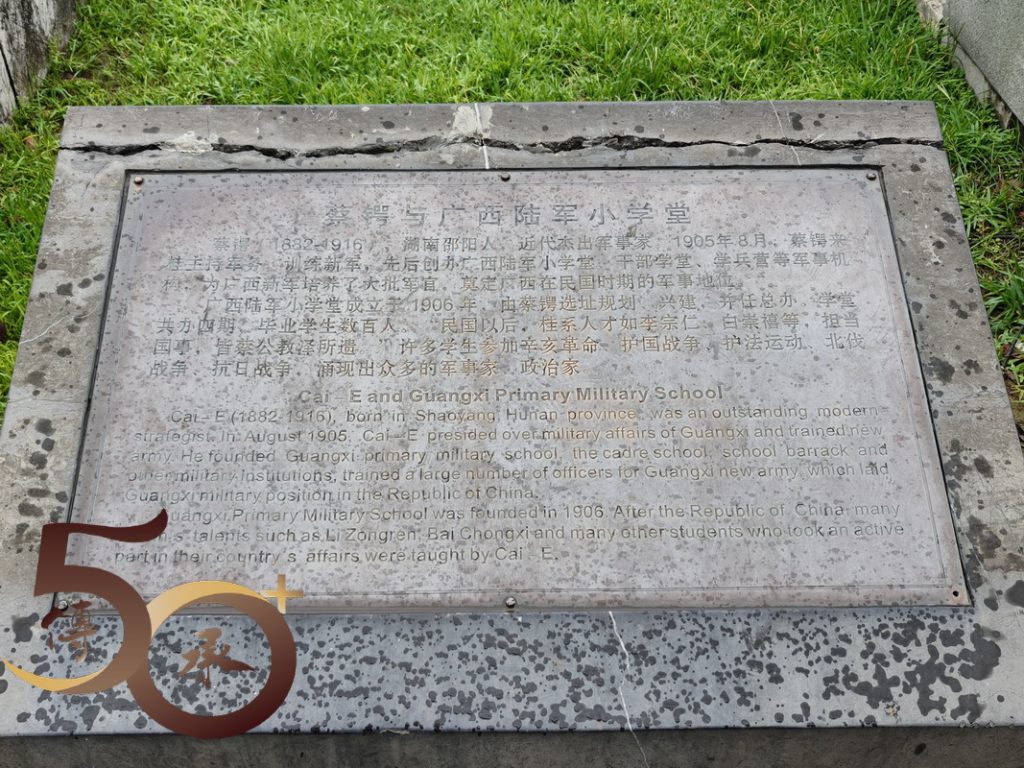 蔡锷与广西陆军小学堂
蔡锷（1882-1916），湖南邵阳人，近代杰出军事家。1905年8月，蔡锷来
桂主持军务，训练新军，先后创办广西陆军小学堂、干部学堂、学兵营等军事机
构，为广西新军培养了大批军官，奠定广西在民国时期的军事地位。
广西陆军小学堂成立于1906年，由蔡锷选址规划、兴建，并任总办。学堂
共办四期，毕业学生数百人。“民国以后，桂系人才如李宗仁、白崇禧等，担当
国事，皆蔡公教泽所遗。”许多学生参加辛亥革命、护国战争、护法运动、北伐
战争、抗日战争，涌现出众多的军事家、政治家。
Cai－E and Guangxi Primary Military School
Cai－E (1882-1916), born in Shaoyang, Hunan province, was an outstanding modern
strategist. In August 1905, Cai－E presided over military affairs of Guangxi and trained new
army. He founded Guangxi primary military school, the cadre school, school barrack and
other military institutions, trained a large number of officers for Guangxi new army, which laid
Guangxi military position in the Republic of China.
Guangxi Primary Military School was founded in 1906. After the Republic of China, many
talents such as Li Zongren, Bai Chongxi and many other students who took an active
part in their country's affairs were taught by Cai－E.
50+
傳承